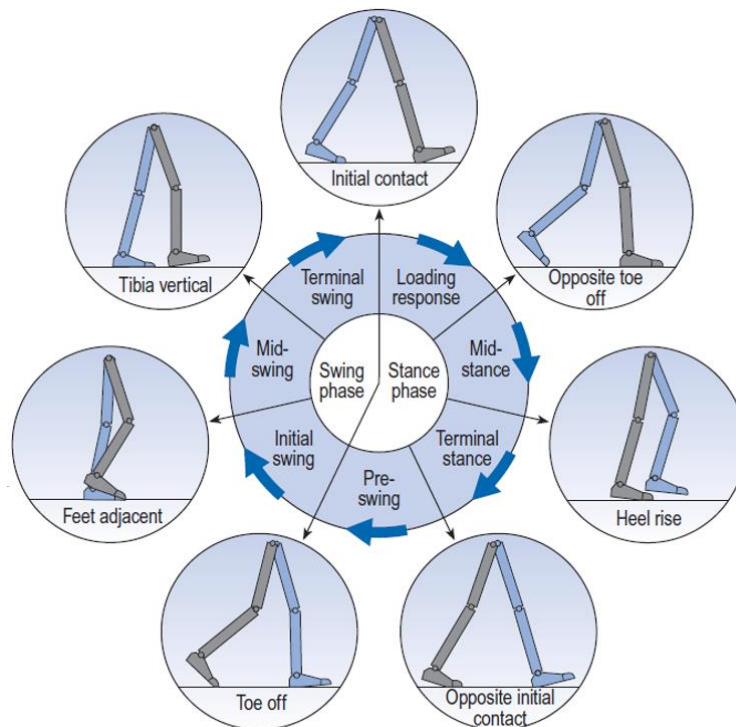 Initial contact
Tibia vertical
Opposite toe
off
Terminal
swing
Loading
response
Mid-
swing
Swing
phase
Stance
phase
Mid-
stance
Initial
swing
Terminal
stance
Pre-
swing
Feet adjacent
Heel rise
Toe off
Opposite initial
contact